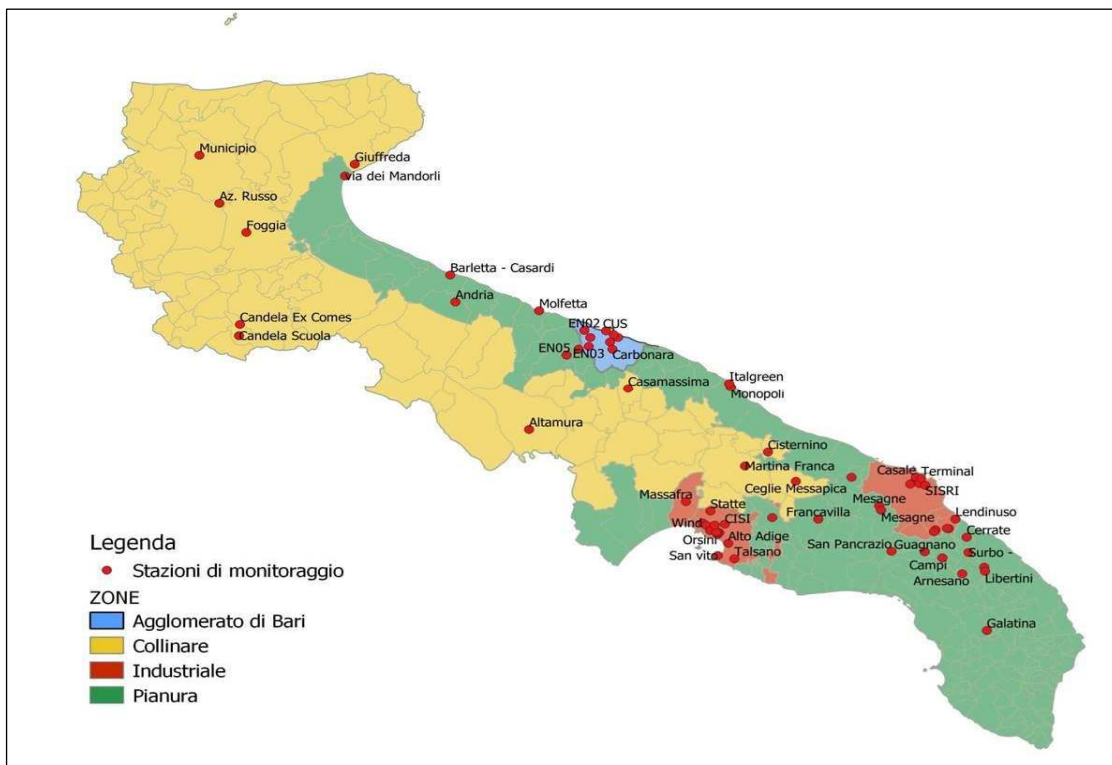 Municipio
Giuffreda
via dei Mandorli
Az. Russo
Foggia
Barletta - Casardi
Andria
Molfetta
Candela Ex Comes
Candela Scuola
EN02
CUS
EN05
EN03
Carbonara
Casamassima
Italgreen
Monopoli
Altamura
Cisternino
Martina Franca
Ceglie Messapica
Casale
Terminal
SISRI
Massafra
Statte
Mesagne
Mesagne
Lendinuso
Wind
CISI
Francavilla
Cerrate
Orsini
Alto Adige
San vito
Talsano
San Pancrazio
Guagnano
Surbo -
Campi
Arnesano
Libertini
Galatina
Legenda
Stazioni di monitoraggio
ZONE
Agglomerato di Bari
Collinare
Industriale
Pianura